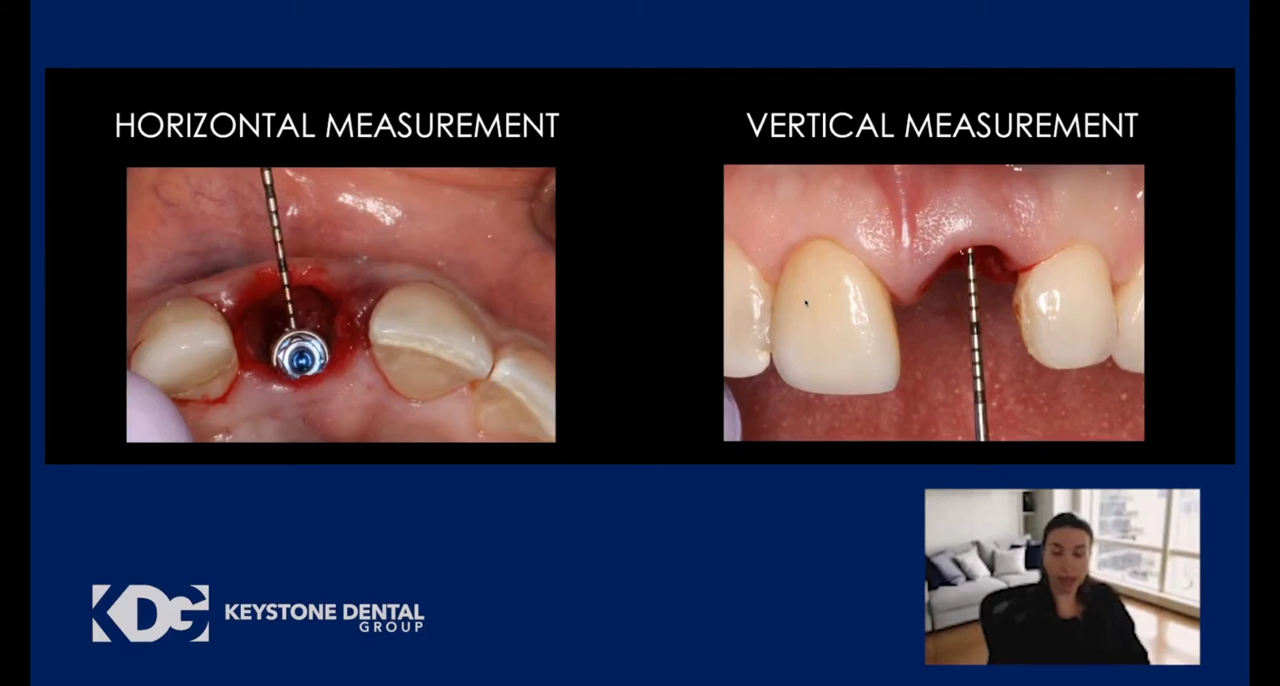 HORIZONTAL MEASUREMENT
VERTICAL MEASUREMENT
KDG KEYSTONE DENTAL
GROUP